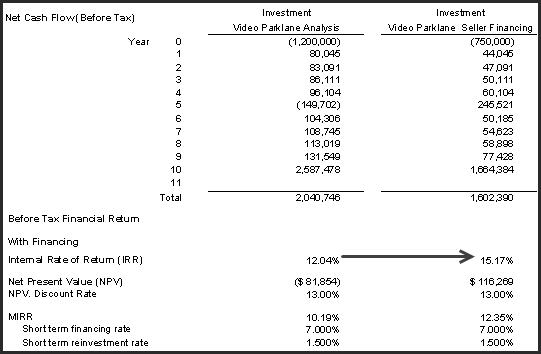 Net Cash Flow(Before Tax) Investment Investment
Video Parklane Analysis Video Parklane Seller Financing
Year 0 (1,200,000) (750,000)
1 80,045 44,045
2 83,091 47,091
3 86,111 50,111
4 96,104 60,104
5 (149,702) 245,521
6 104,306 50,185
7 108,745 54,623
8 113,019 58,898
9 131,549 77,428
10 2,587,478 1,664,384
11
Total 2,040,746 1,602,390
Before Tax Financial Return
With Financing
Internal Rate of Return (IRR) 12.04% 15.17%
Net Present Value (NPV) ($ 81,854) $ 116,269
NPV. Discount Rate 13.00% 13.00%
MIRR 10.19% 12.35%
Short term financing rate 7.000% 7.000%
Short term reinvestment rate 1.500% 1.500%